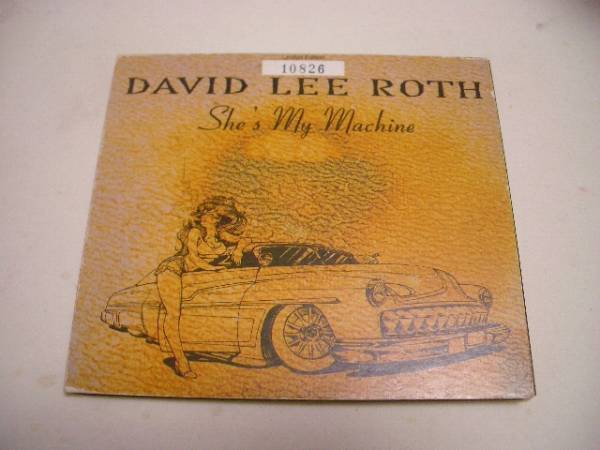 10826
DAVID LEE ROTH
She's My Machine